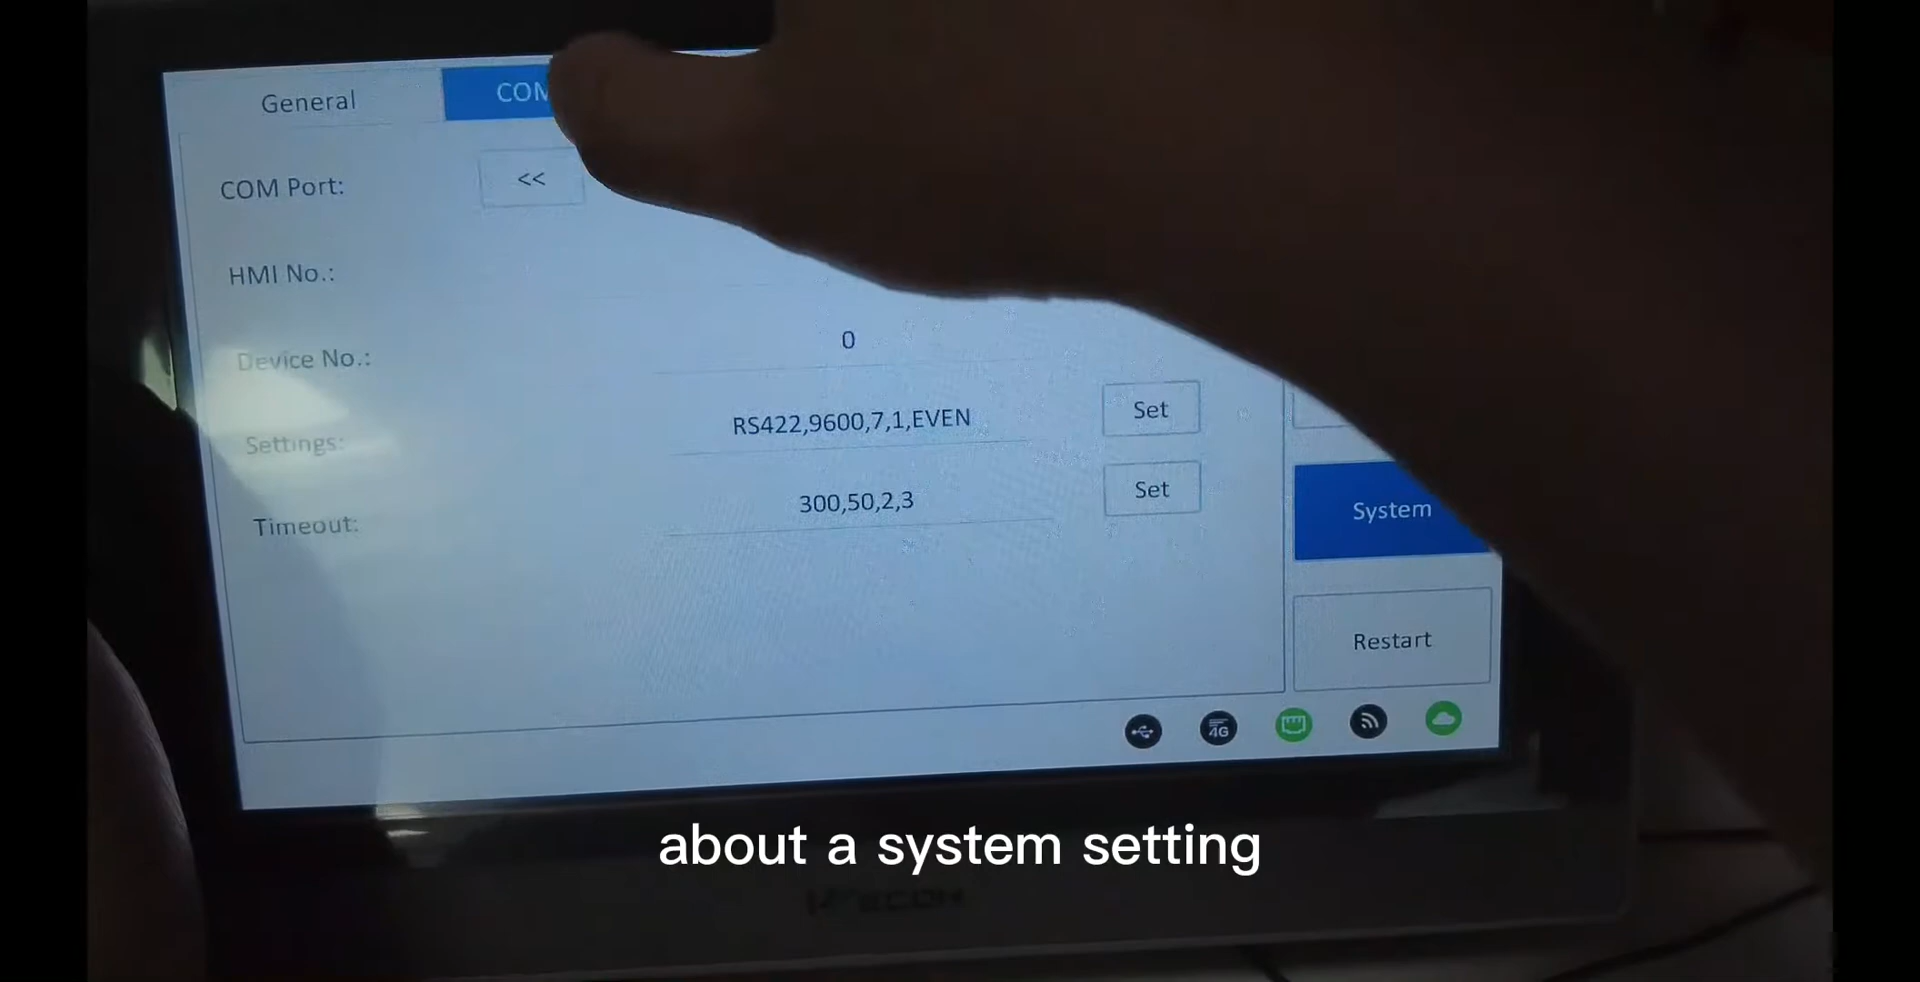 General
COM
COM Port:
<<
HMI No.:
Device No.:
0
Settings:
RS422,9600,7,1,EVEN
Set
Timeout:
300,50,2,3
Set
System
Restart
4G
about a system setting